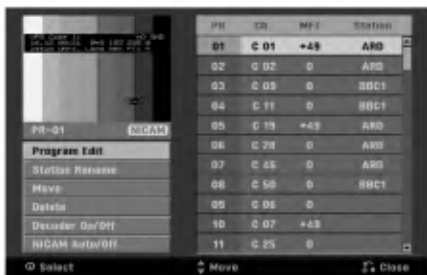 PR CH MFT Station
01 C 01 +49 ARD
02 C 02 0 ARD
03 C 09 0 BBC1
04 C 11 0 BBC1
05 C 19 +45 ARD
06 C 28 0 ARD
07 C 45 0 ARD
08 C 50 0 BBC1
09 C 06 0
10 C 07 +48
11 C 25 0
PR-01 NICAM
Program Edit
Station Rename
Move
Delete
Decoder On/Off
NICAM Auto/Off
Select Move Close